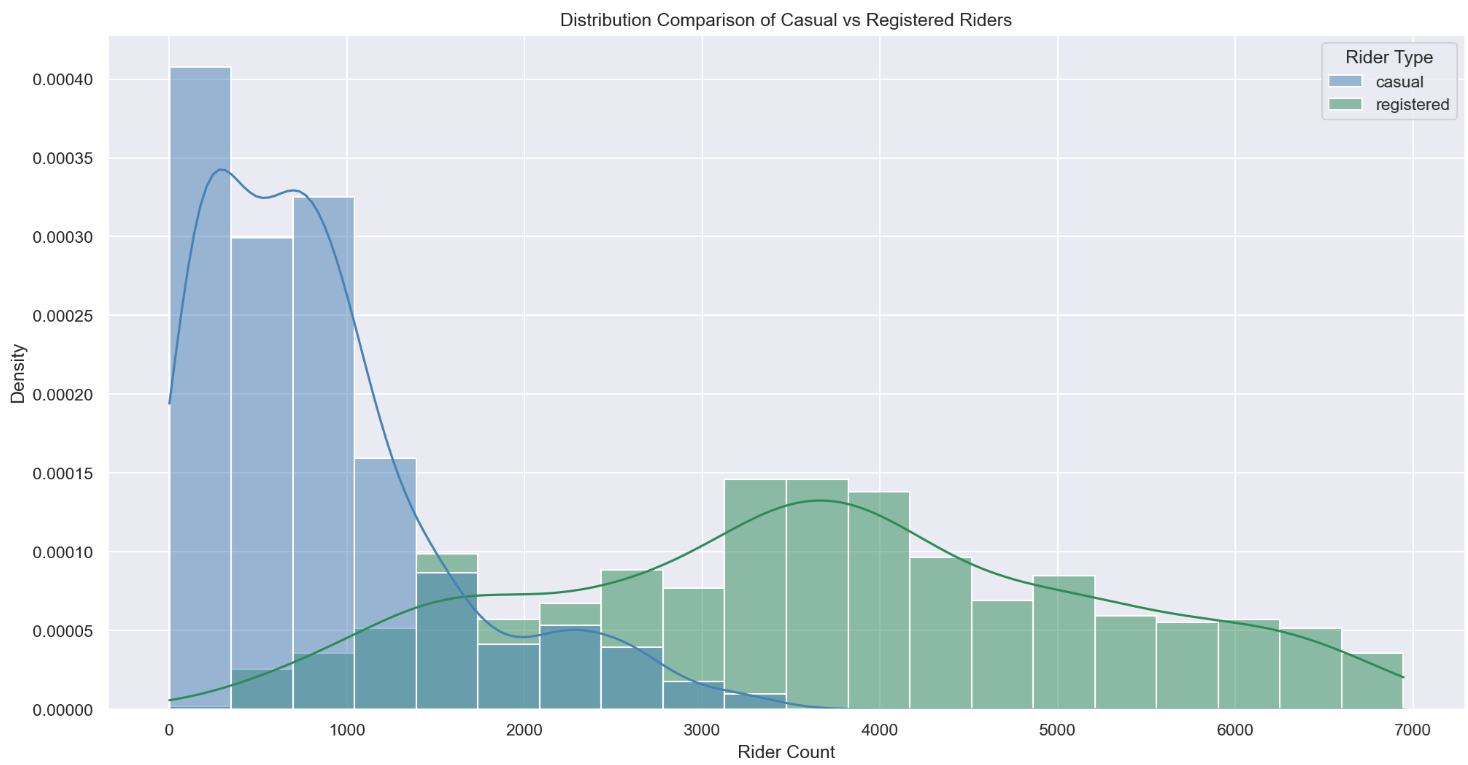 Distribution Comparison of Casual vs Registered Riders
Rider Type
casual
registered
0.00040
0.00035
0.00030
0.00025
0.00020
0.00015
0.00010
0.00005
0.00000
Density
0 1000 2000 3000 4000 5000 6000 7000
Rider Count